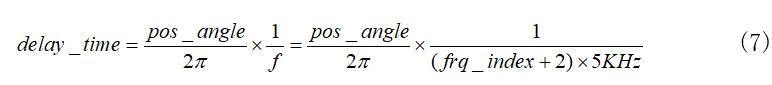 delay_time = pos_angle/2π × 1/f = pos_angle/2π × 1/((frq_index+2)×5KHz) (7)